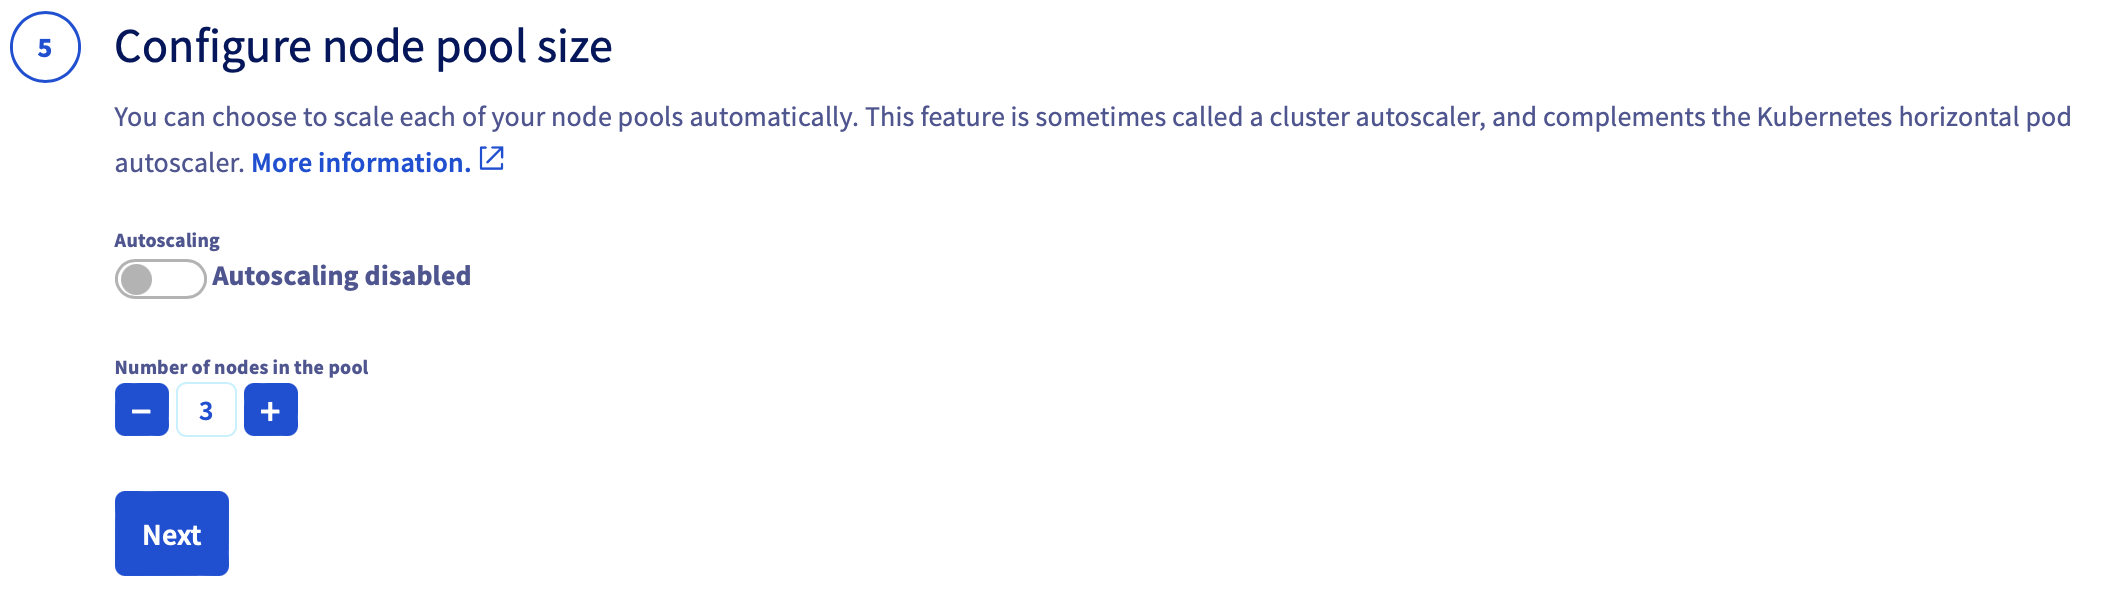 5
Configure node pool size
You can choose to scale each of your node pools automatically. This feature is sometimes called a cluster autoscaler, and complements the Kubernetes horizontal pod
autoscaler. More information.
Autoscaling
Autoscaling disabled
Number of nodes in the pool
− 3 +
Next